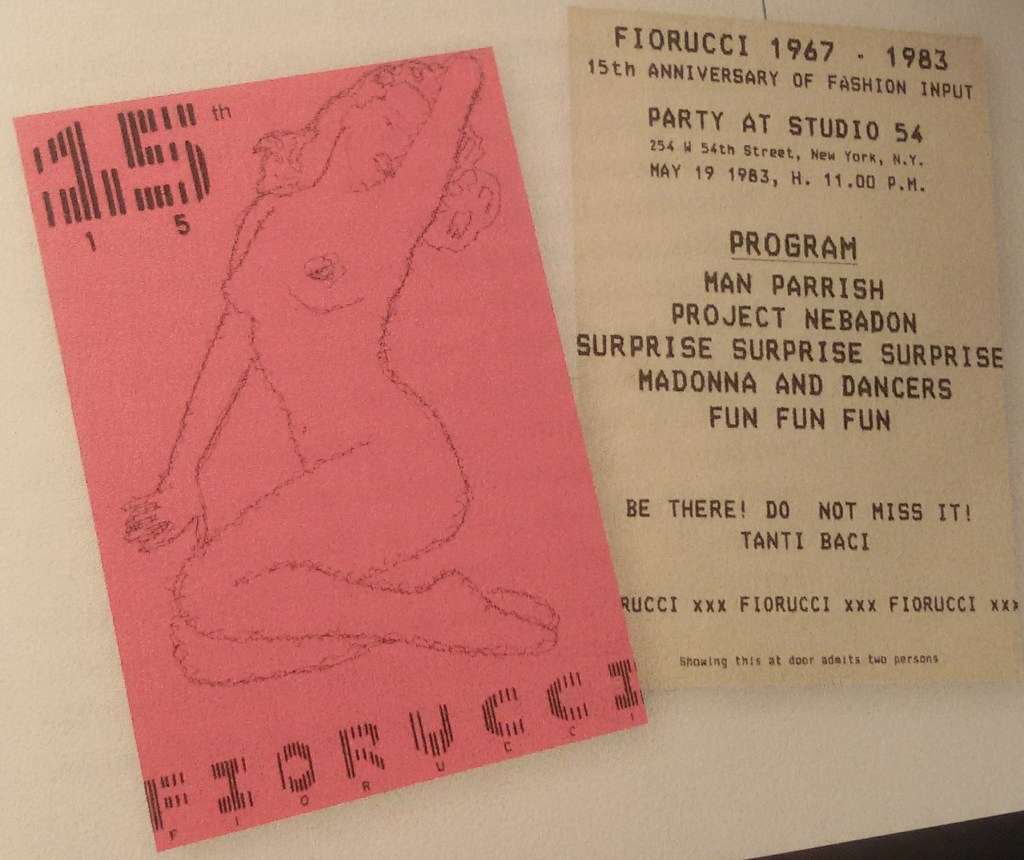 15th
1 5
FIORUCCI
F I O R U C C I
FIORUCCI 1967 - 1983
15th ANNIVERSARY OF FASHION INPUT
PARTY AT STUDIO 54
254 W 54th Street, New York, N.Y.
MAY 19 1983, H. 11.00 P.M.
PROGRAM
MAN PARRISH
PROJECT NEBADON
SURPRISE SURPRISE SURPRISE
MADONNA AND DANCERS
FUN FUN FUN
BE THERE! DO NOT MISS IT!
TANTI BACI
RUCCI xxx FIORUCCI xxx FIORUCCI xxx
Showing this at door admits two persons